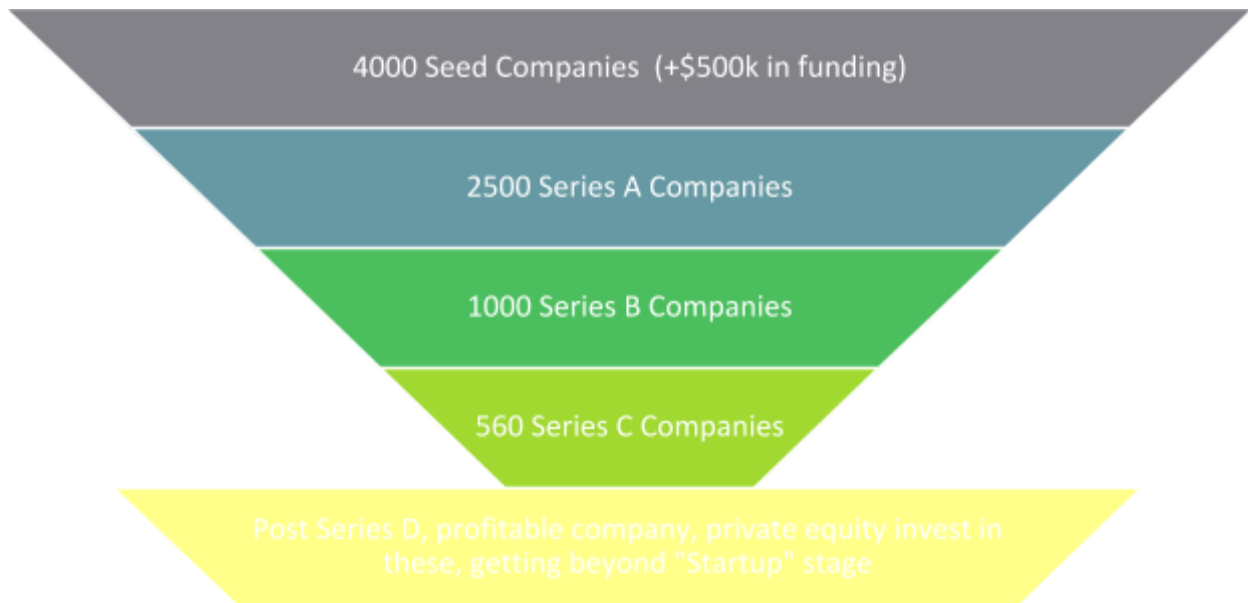 4000 Seed Companies  (+$500k in funding)
2500 Series A Companies
1000 Series B Companies
560 Series C Companies
Post Series D, profitable company, private equity invest in
these, getting beyond "Startup" stage